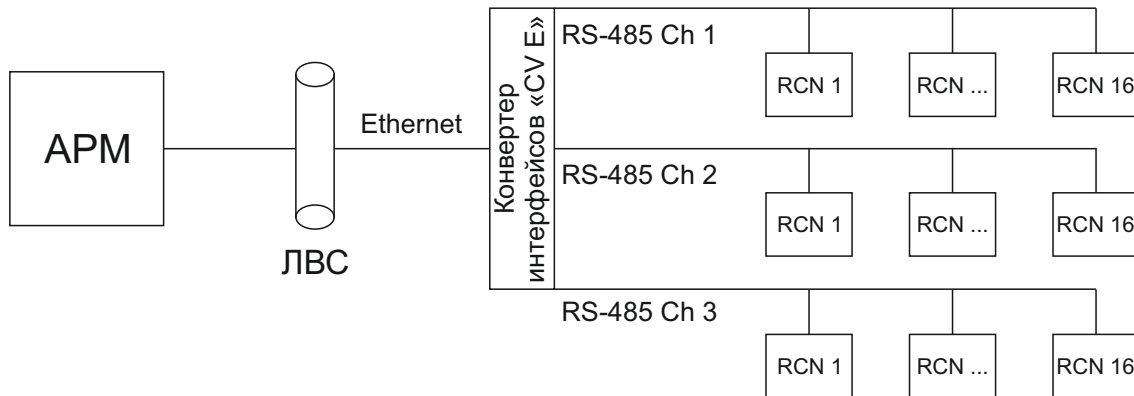 АРМ
ЛВС
Ethernet
Конвертер
интерфейсов «CV E»
RS-485 Ch 1
RCN 1
RCN ...
RCN 16
RS-485 Ch 2
RCN 1
RCN ...
RCN 16
RS-485 Ch 3
RCN 1
RCN ...
RCN 16